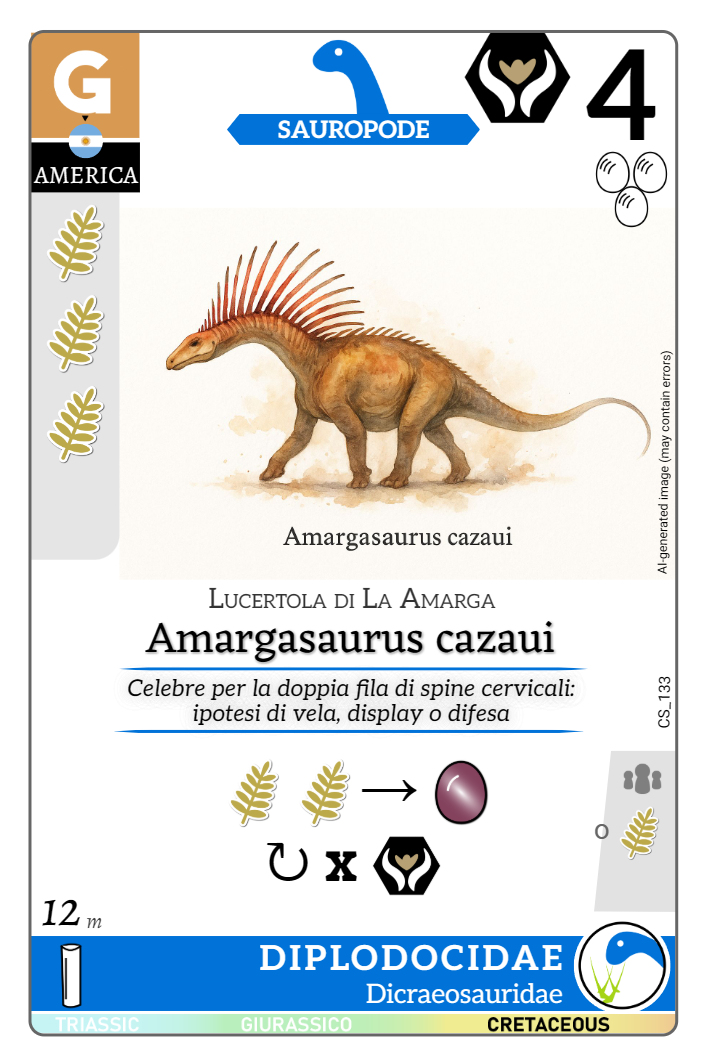 G
SAUROPODE
4
AMERICA
Amargasaurus cazaui
AI-generated image (may contain errors)
Lucertola di La Amarga
Amargasaurus cazaui
Celebre per la doppia fila di spine cervicali:
ipotesi di vela, display o difesa
CS_133
→
o
↻ x
12 m
DIPLODOCIDAE
Dicraeosauridae
TRIASSIC GIURASSICO CRETACEOUS